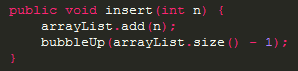 public void insert(int n) {
    arrayList.add(n);
    bubbleUp(arrayList.size() - 1);
}